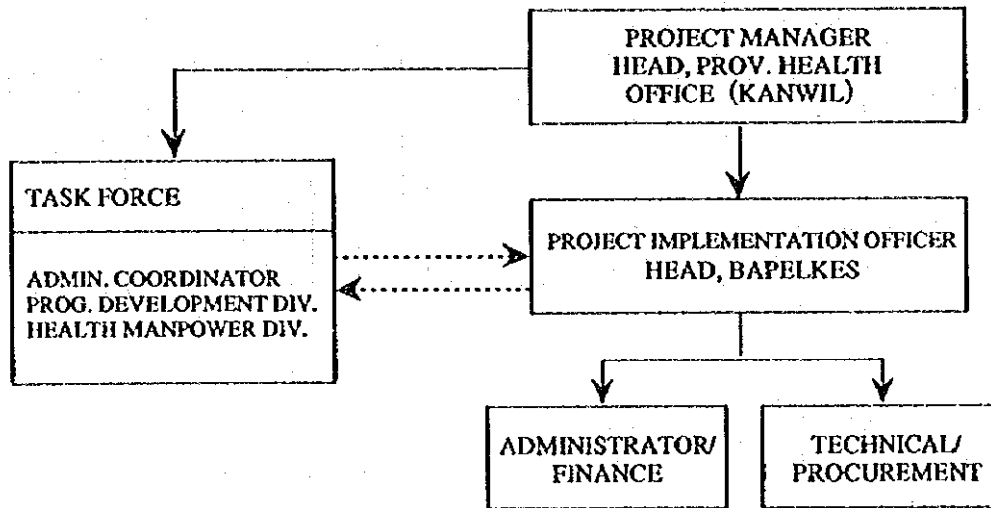 PROJECT MANAGER
HEAD, PROV. HEALTH
OFFICE (KANWIL)
TASK FORCE
ADMIN. COORDINATOR
PROG. DEVELOPMENT DIV.
HEALTH MANPOWER DIV.
PROJECT IMPLEMENTATION OFFICER
HEAD, BAPELKES
ADMINISTRATOR/
FINANCE
TECHNICAL/
PROCUREMENT